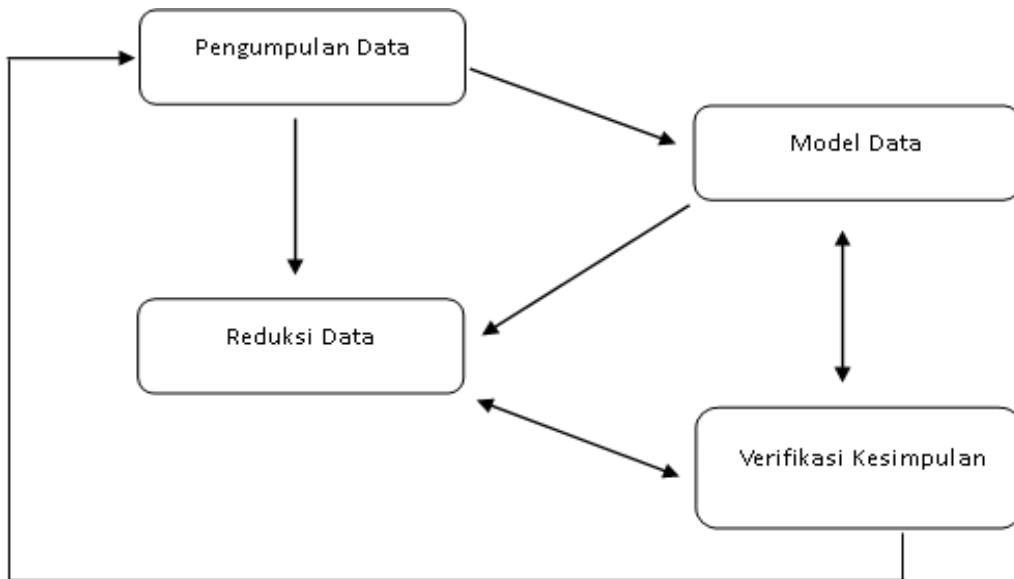 Pengumpulan Data
Model Data
Reduksi Data
Verifikasi Kesimpulan